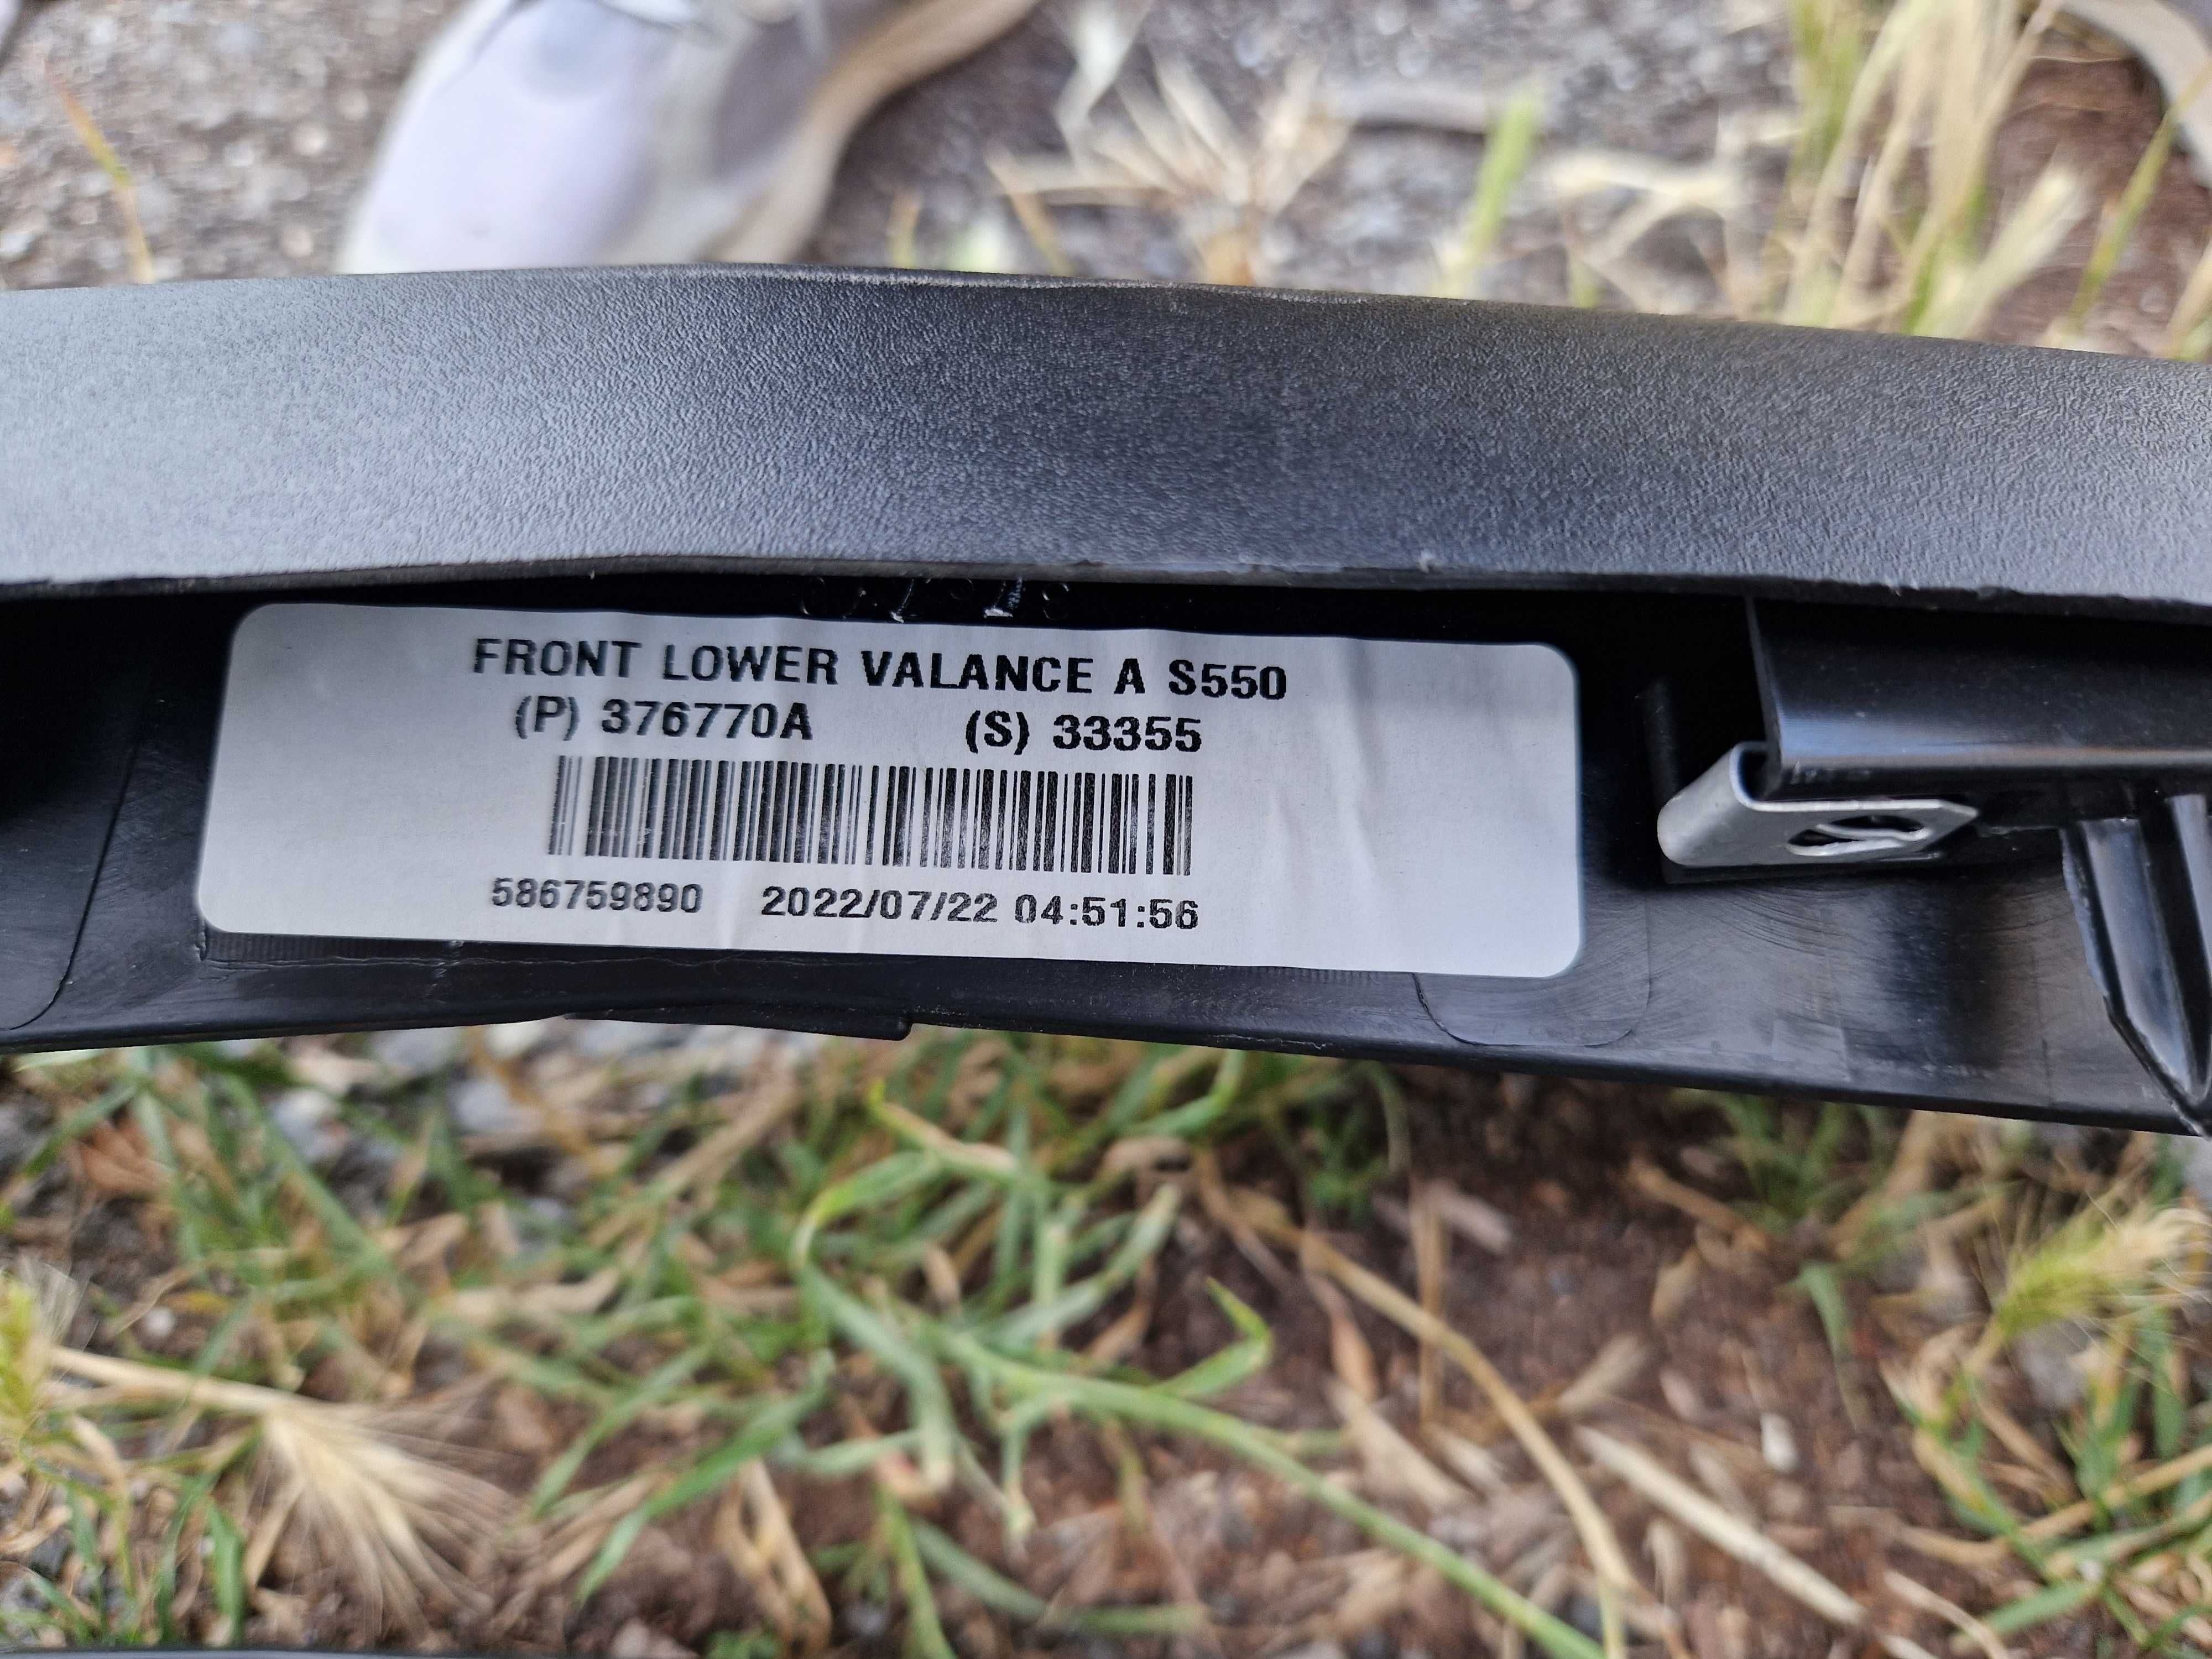 FRONT LOWER VALANCE A S550
(P) 376770A (S) 33355
586759890 2022/07/22 04:51:56